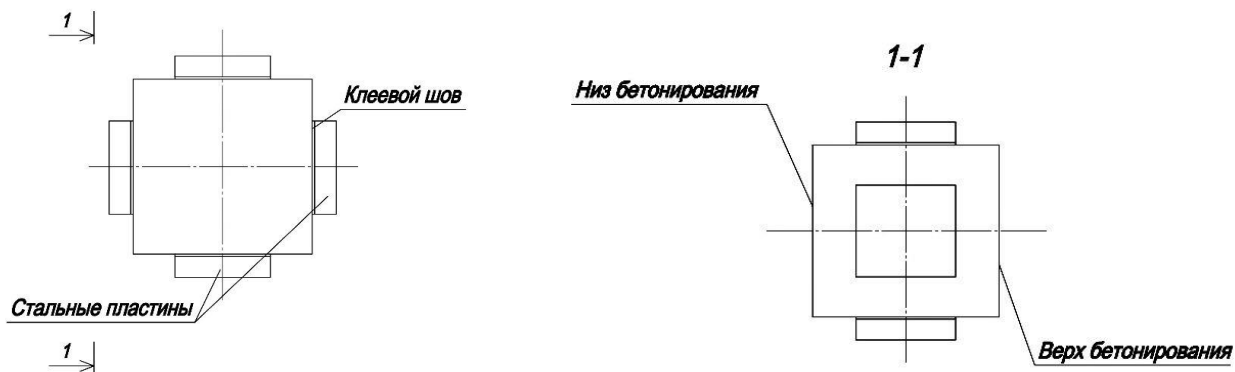 1
Клеевой шов
Стальные пластины
1
1-1
Низ бетонирования
Верх бетонирования